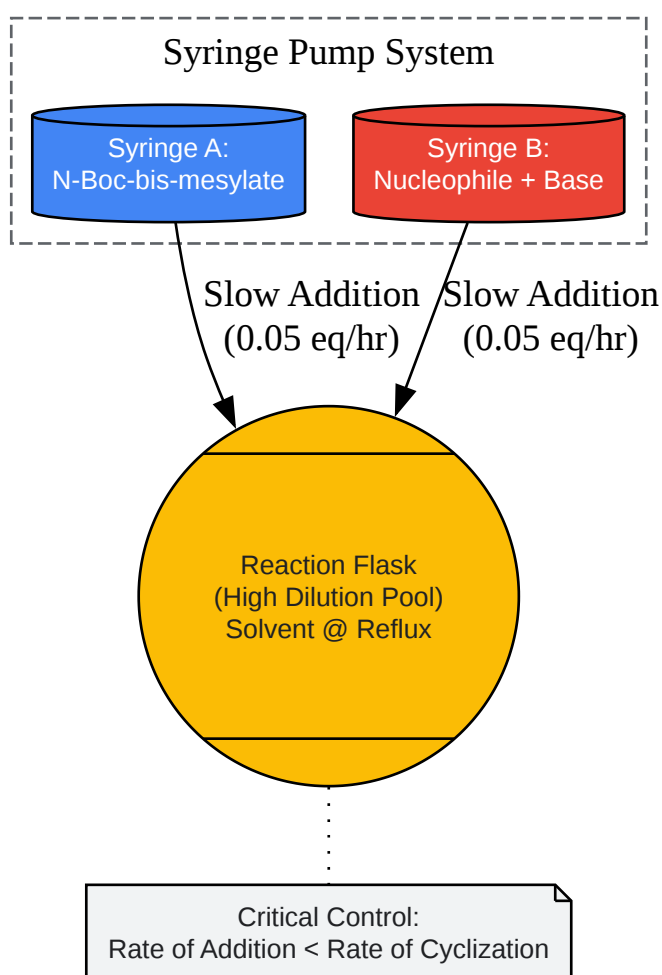 Syringe Pump System
Syringe A:
N-Boc-bis-mesylate
Syringe B:
Nucleophile + Base
Slow Addition
(0.05 eq/hr)
Slow Addition
(0.05 eq/hr)
Reaction Flask
(High Dilution Pool)
Solvent @ Reflux
Critical Control:
Rate of Addition < Rate of Cyclization